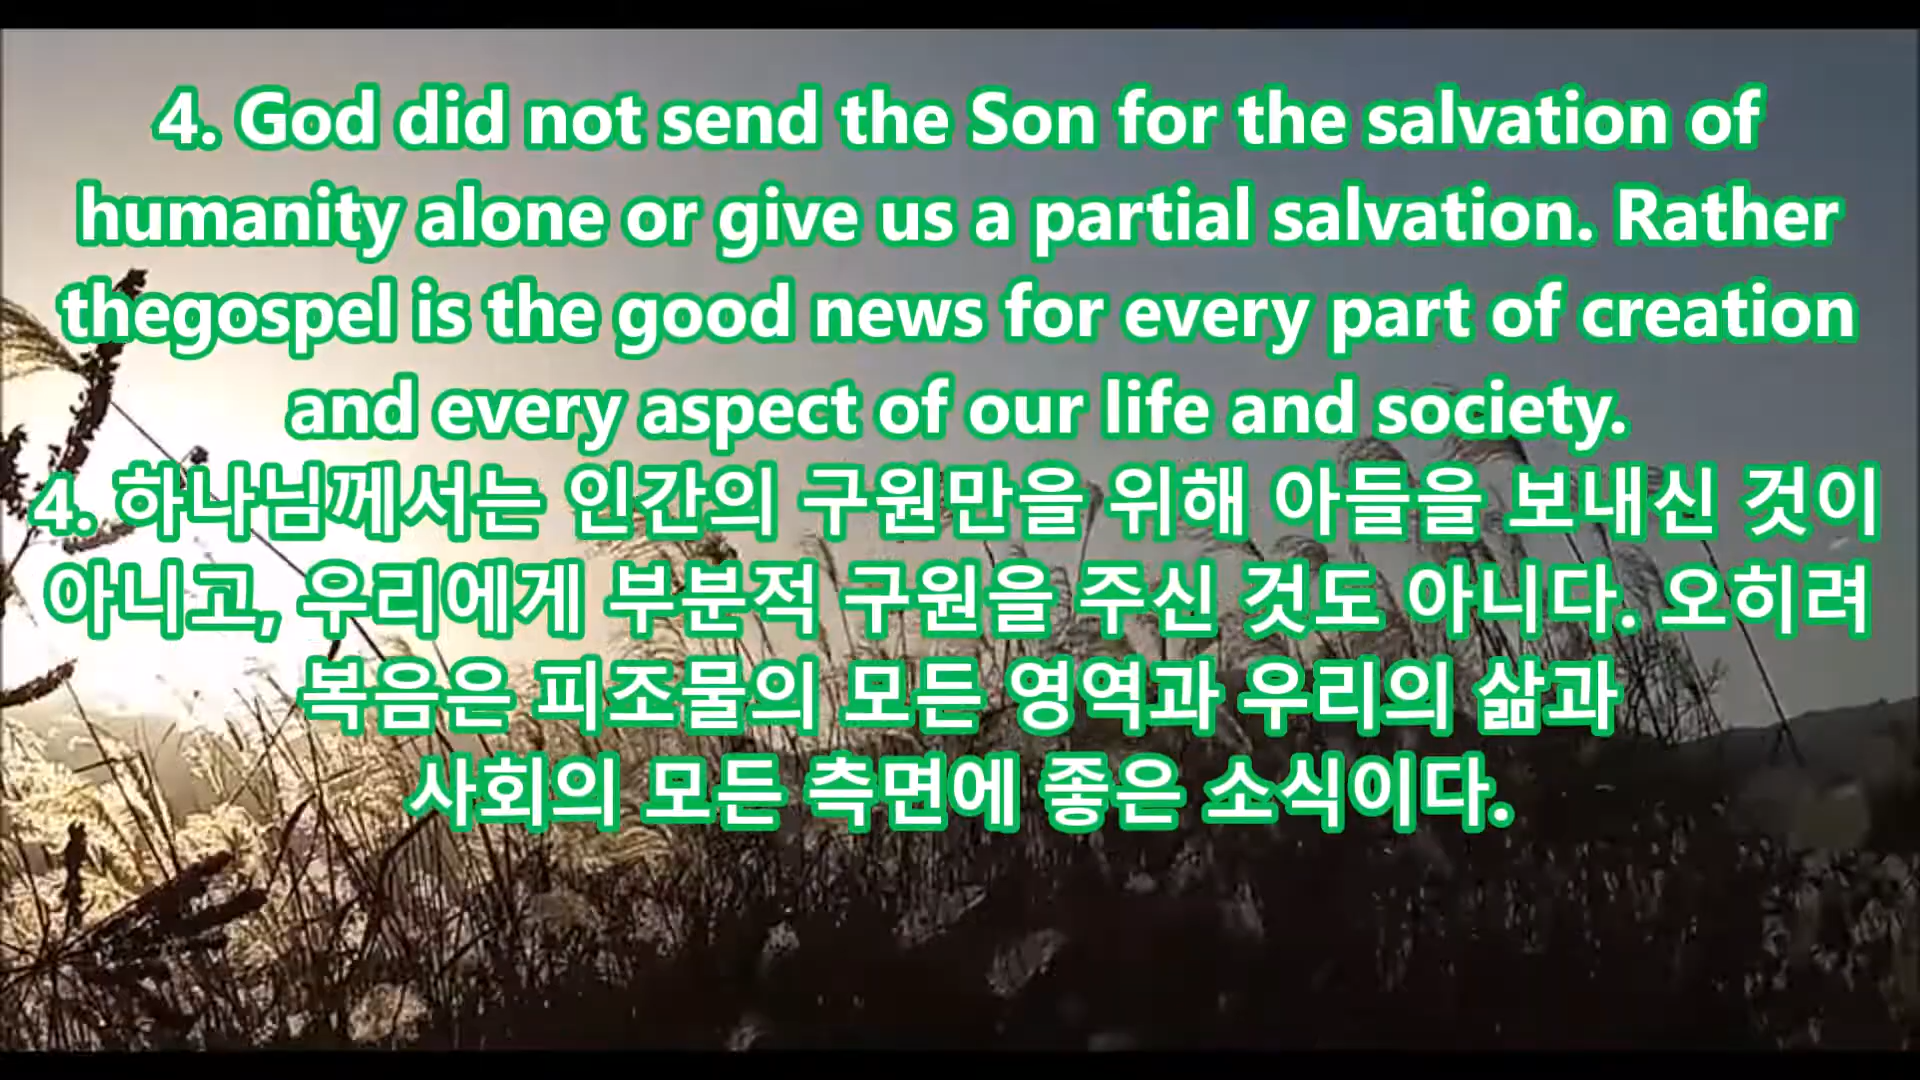 4. God did not send the Son for the salvation of
humanity alone or give us a partial salvation. Rather
thegospel is the good news for every part of creation
and every aspect of our life and society.
4. 하나님께서는 인간의 구원만을 위해 아들을 보내신 것이
아니고, 우리에게 부분적 구원을 주신 것도 아니다. 오히려
복음은 피조물의 모든 영역과 우리의 삶과
사회의 모든 측면에 좋은 소식이다.